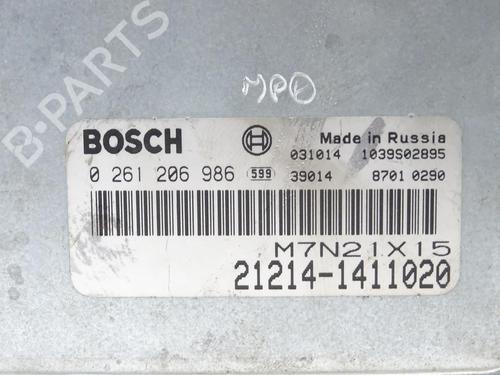 MPO
BOSCH Made in Russia
031014 1039S02895
0 261 206 986 599 39014 8701 0290
M7N21X15
21214-1411020
B-PARTS